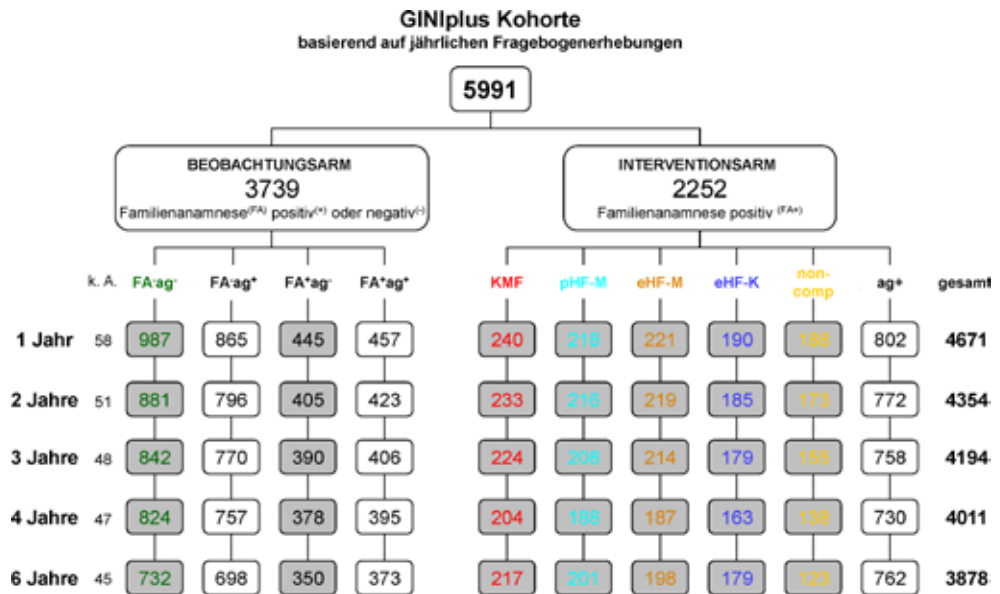 GINIplus Kohorte
basierend auf jährlichen Fragebogenerhebungen
5991
BEOBACHTUNGSARM
3739
Familienanamnese(FA) positiv(+) oder negativ(-)
INTERVENTIONSARM
2252
Familienanamnese positiv (FA+)
k. A. FA-ag- FA-ag+ FA+ag- FA+ag+ KMF pHF-M eHF-M eHF-K non-comp ag+ gesamt
1 Jahr 58 987 865 445 457 240 218 221 190 188 802 4671
2 Jahre 51 881 796 405 423 233 216 219 185 173 772 4354
3 Jahre 48 842 770 390 406 224 208 214 179 155 758 4194
4 Jahre 47 824 757 378 395 204 188 187 163 138 730 4011
6 Jahre 45 732 698 350 373 217 201 198 179 123 762 3878